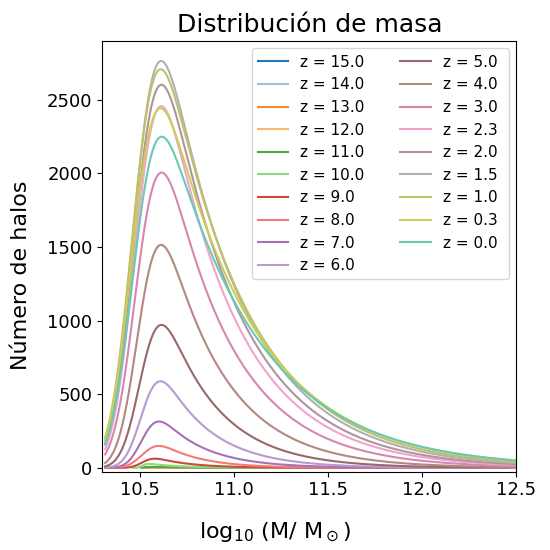 Distribución de masa
Número de halos
2500
2000
1500
1000
500
0
z = 15.0
z = 14.0
z = 13.0
z = 12.0
z = 11.0
z = 10.0
z = 9.0
z = 8.0
z = 7.0
z = 6.0
z = 5.0
z = 4.0
z = 3.0
z = 2.3
z = 2.0
z = 1.5
z = 1.0
z = 0.3
z = 0.0
10.5 11.0 11.5 12.0 12.5
log₁₀ (M/ M⊙)